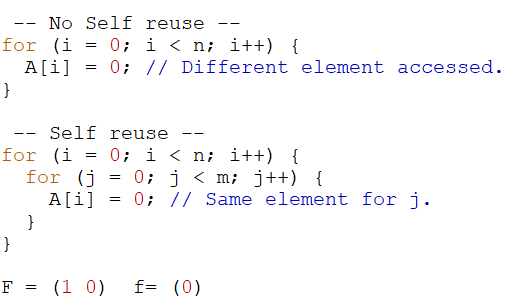 -- No Self reuse --
for (i = 0; i < n; i++) {
A[i] = 0; // Different element accessed.
}
-- Self reuse --
for (i = 0; i < n; i++) {
for (j = 0; j < m; j++) {
A[i] = 0; // Same element for j.
}
}
F = (1 0)  f= (0)